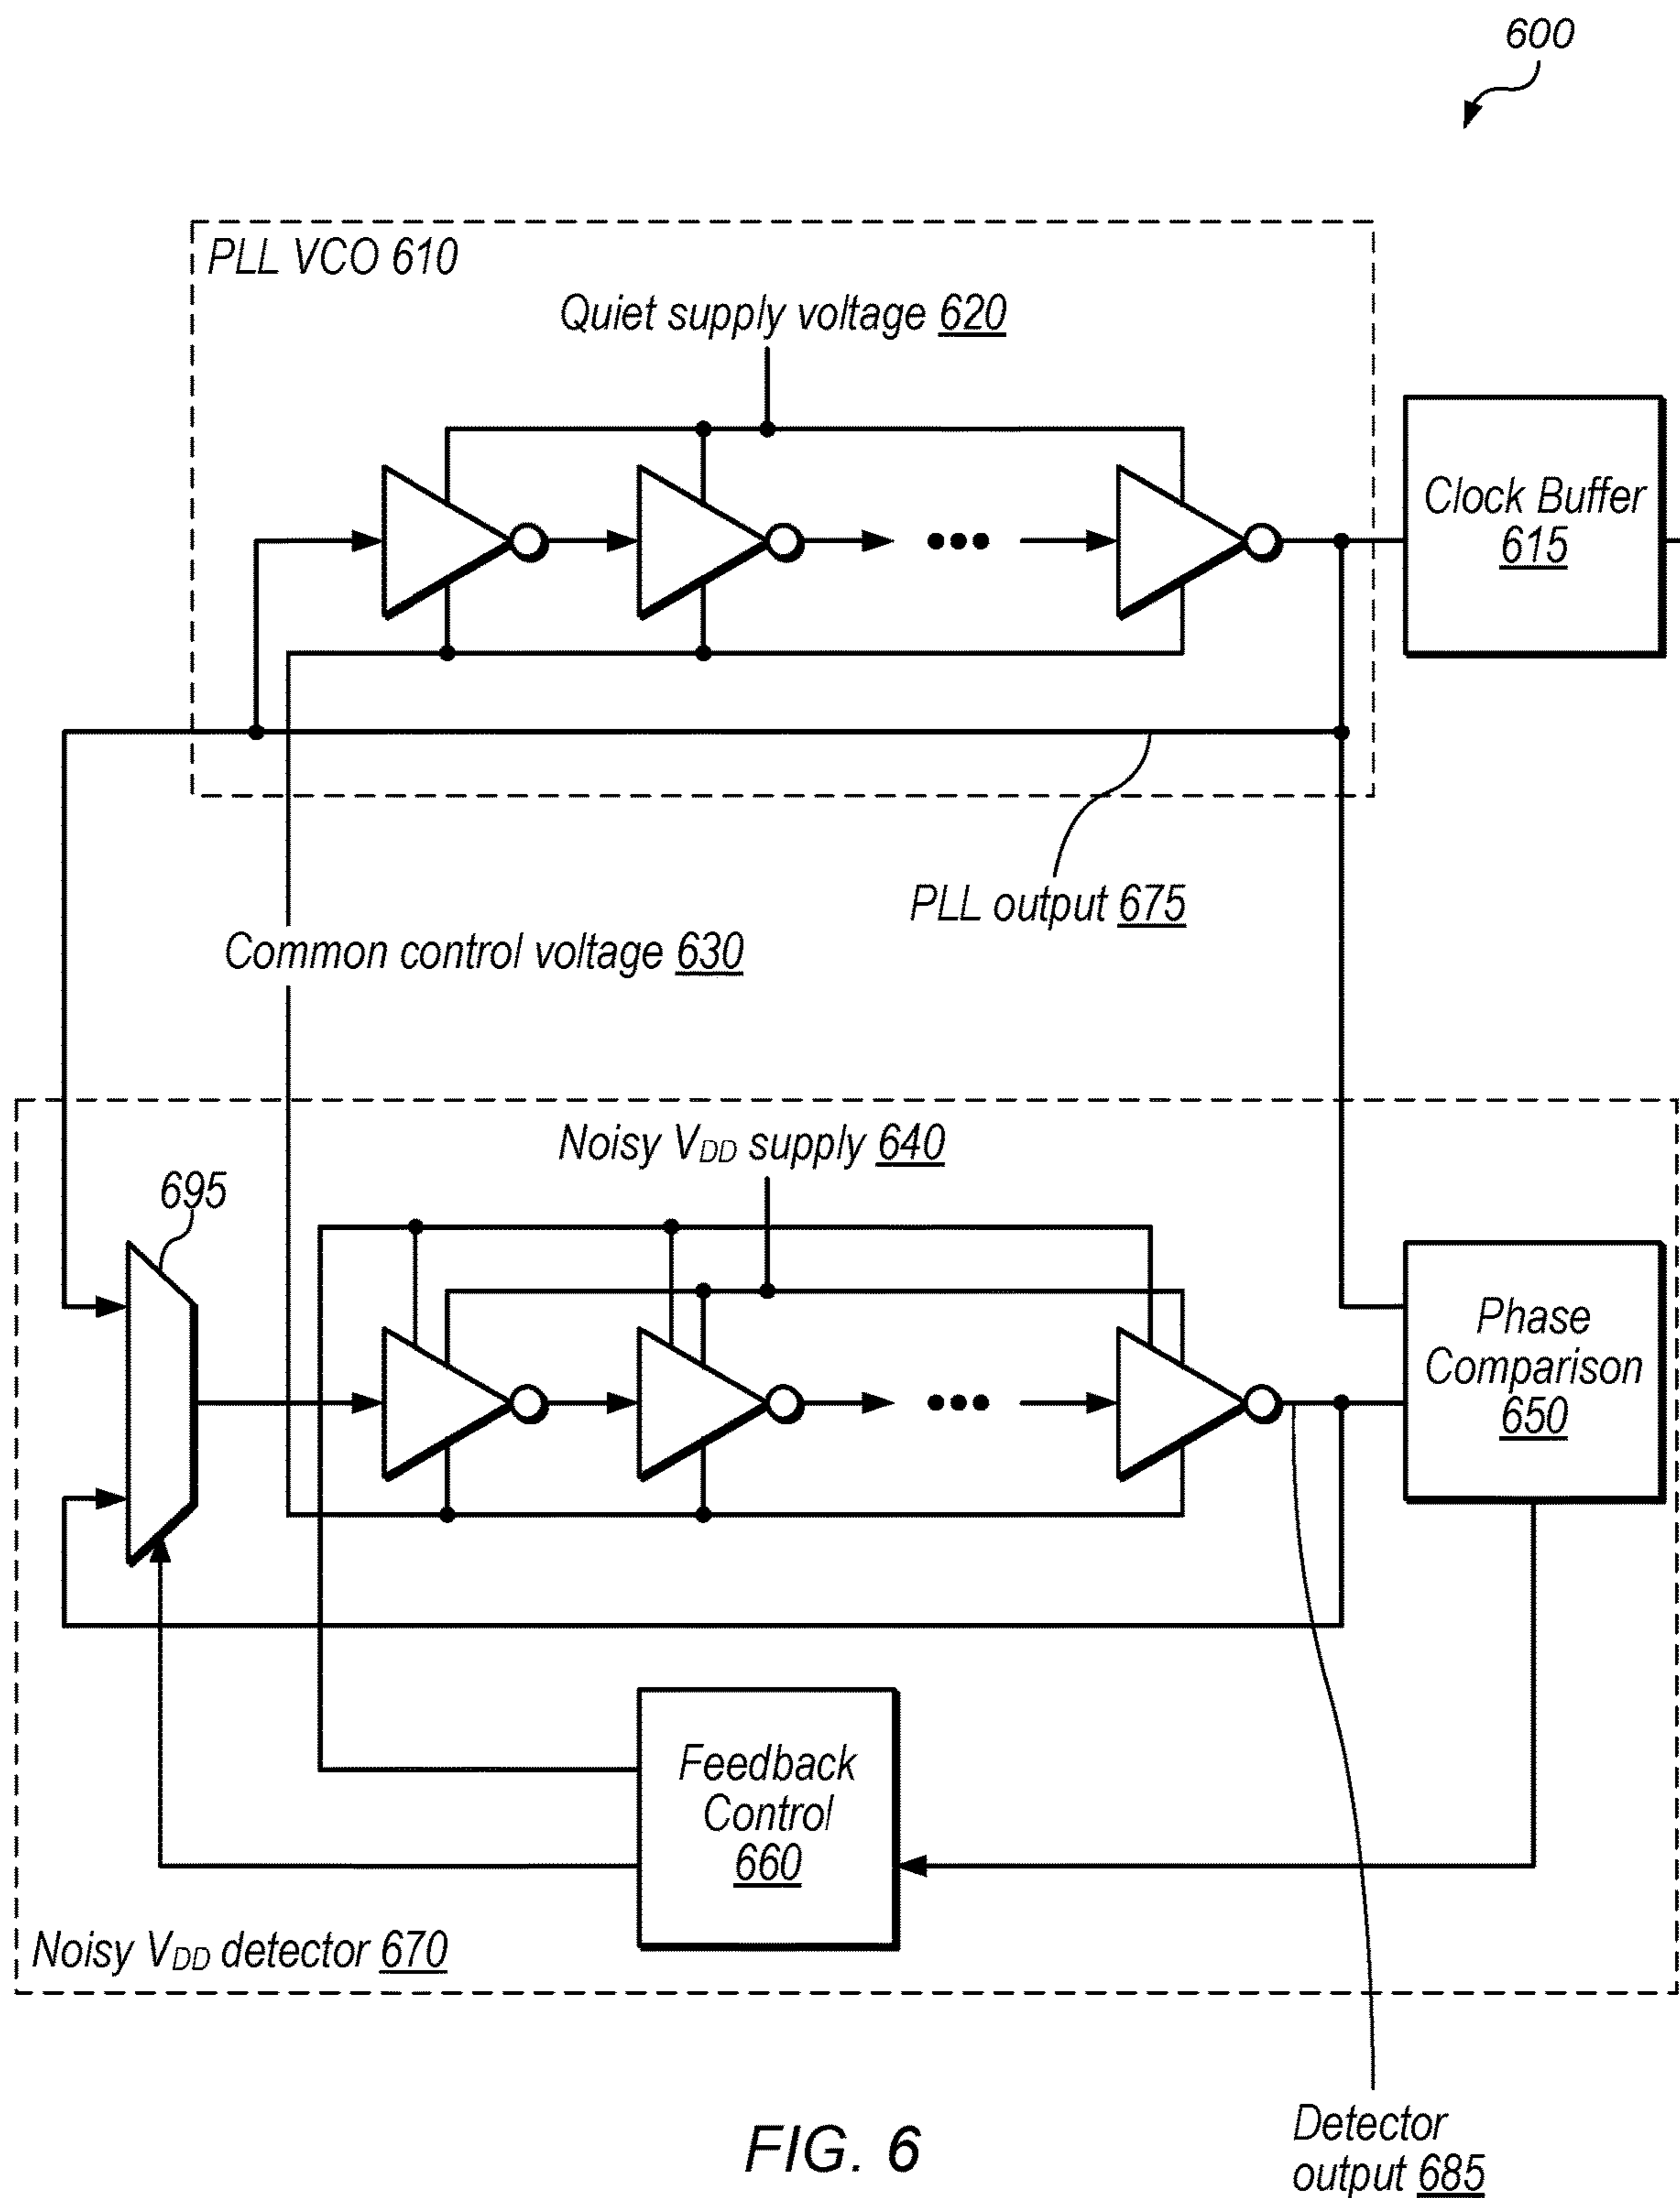 600
PLL VCO 610
Quiet supply voltage 620
Clock Buffer
615
PLL output 675
Common control voltage 630
Noisy VDD supply 640
695
Phase
Comparison
650
Feedback
Control
660
Noisy VDD detector 670
Detector
output 685
FIG. 6